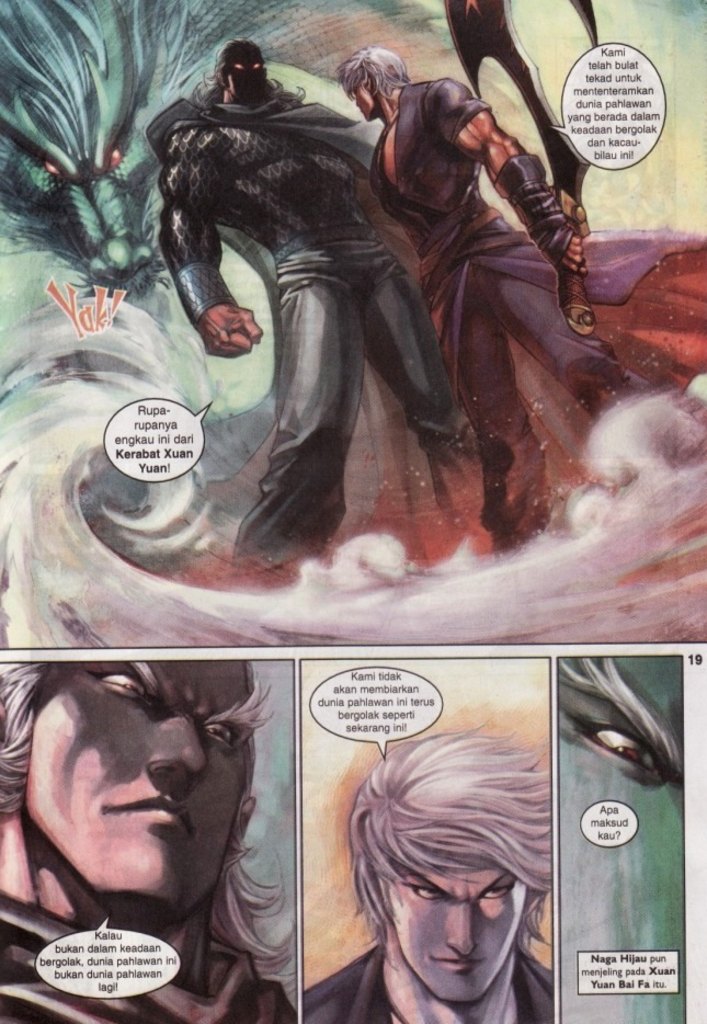 Kami
telah bulat
tekad untuk
mententeramkan
dunia pahlawan
yang berada dalam
keadaan bergolak
dan kacau-
bilau ini!
Yak!
Rupa-
rupanya
engkau ini dari
Kerabat Xuan
Yuan!
19
Kalau
bukan dalam keadaan
bergolak, dunia pahlawan ini
bukan dunia pahlawan
lagi!
Kami tidak
akan membiarkan
dunia pahlawan ini terus
bergolak seperti
sekarang ini!
Apa
maksud
kau?
Naga Hijau pun
menjeling pada Xuan
Yuan Bai Fa itu.